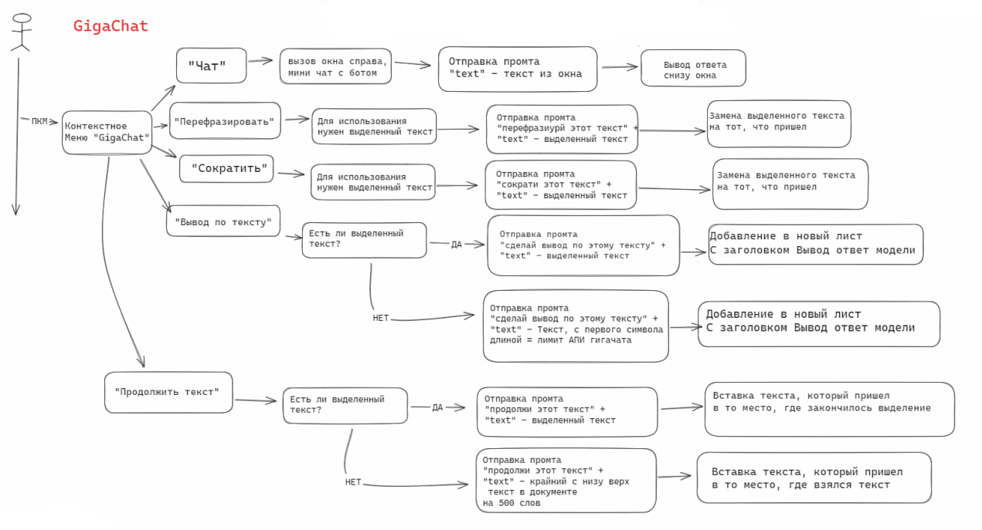 GigaChat
ПКМ
Контекстное
Меню "GigaChat"
"Чат"
вызов окна справа,
мини чат с ботом
Отправка промта
"text" – текст из окна
Вывод ответа
снизу окна
"Перефразировать"
Для использования
нужен выделенный текст
Отправка промта
"перефразиурй этот текст" +
"text" – выделенный текст
Замена выделенного текста
на тот, что пришел
"Сократить"
Для использования
нужен выделенный текст
Отправка промта
"сократи этот текст" +
"text" – выделенный текст
Замена выделенного текста
на тот, что пришел
"Вывод по тексту"
Есть ли выделенный
текст?
ДА
Отправка промта
"сделай вывод по этому тексту" +
"text" – выделенный текст
Добавление в новый лист
С заголовком Вывод ответ модели
НЕТ
Отправка промта
"сделай вывод по этому тексту" +
"text" – Текст, с первого символа
длиной = лимит АПИ гигачата
Добавление в новый лист
С заголовком Вывод ответ модели
"Продолжить текст"
Есть ли выделенный
текст?
ДА
Отправка промта
"продолжи этот текст" +
"text" – выделенный текст
Вставка текста, который пришел
в то место, где закончилось выделение
НЕТ
Отправка промта
"продолжи этот текст" +
"text" – крайний с низу верх
текст в документе
на 500 слов
Вставка текста, который пришел
в то место, где взялся текст